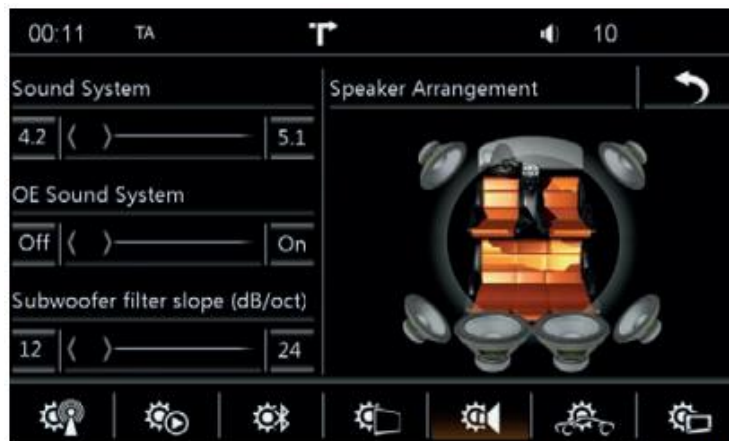 00:11 TA 10
Sound System
4.2 5.1
OE Sound System
Off On
Subwoofer filter slope (dB/oct)
12 24
Speaker Arrangement